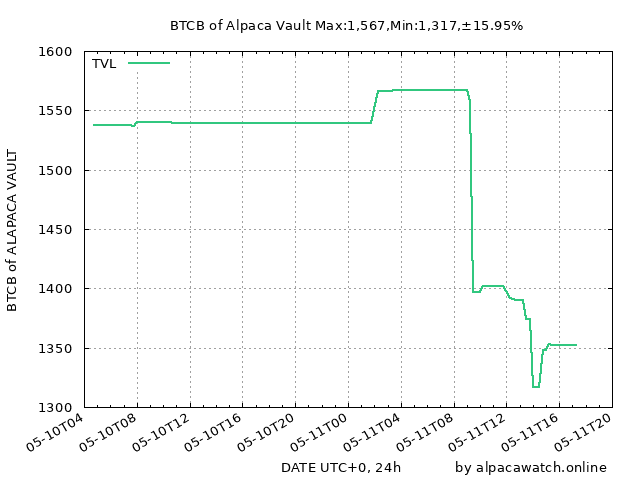 BTCB of Alpaca Vault Max:1,567,Min:1,317,±15.95%
TVL
1600
1550
1500
1450
1400
1350
1300
BTCB of ALAPACA VAULT
05-10T04
05-10T08
05-10T12
05-10T16
05-10T20
05-11T00
05-11T04
05-11T08
05-11T12
05-11T16
05-11T20
DATE UTC+0, 24h
by alpacawatch.online